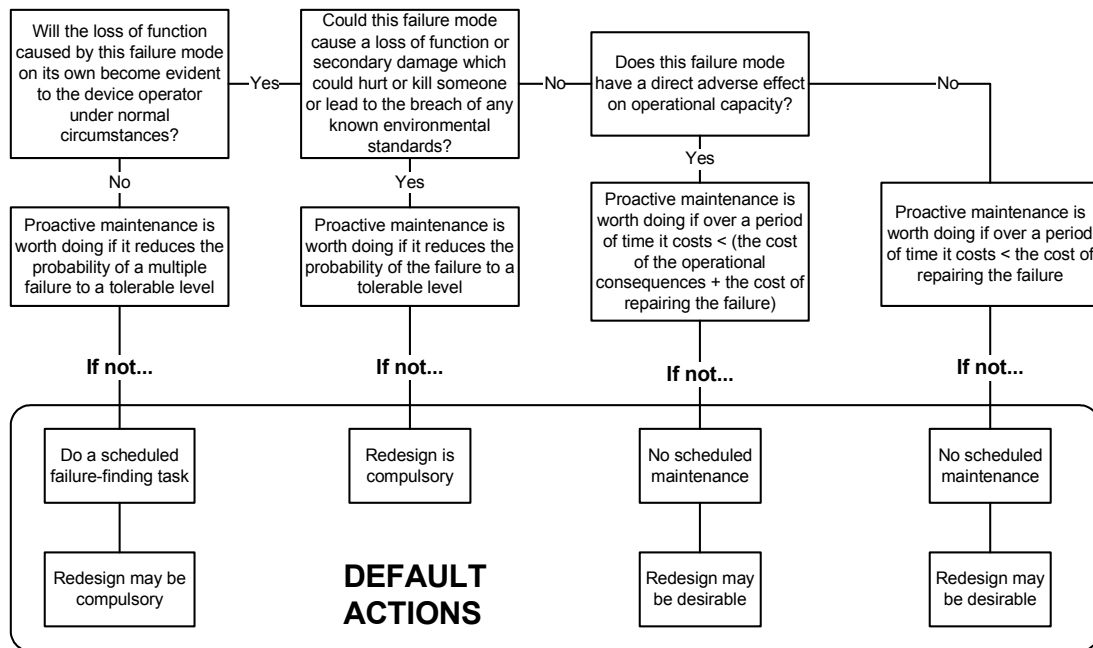 Will the loss of function
caused by this failure mode
on its own become evident
to the device operator
under normal
circumstances?
Yes
Could this failure mode
cause a loss of function or
secondary damage which
could hurt or kill someone
or lead to the breach of any
known environmental
standards?
No
Does this failure mode
have a direct adverse effect
on operational capacity?
No
No
Yes
Yes
Proactive maintenance is
worth doing if it reduces the
probability of a multiple
failure to a tolerable level
Proactive maintenance is
worth doing if it reduces the
probability of the failure to a
tolerable level
Proactive maintenance is
worth doing if over a period
of time it costs < (the cost
of the operational
consequences + the cost of
repairing the failure)
Proactive maintenance is
worth doing if over a period
of time it costs < the cost of
repairing the failure
If not...
If not...
If not...
If not...
Do a scheduled
failure-finding task
Redesign is
compulsory
No scheduled
maintenance
No scheduled
maintenance
Redesign may be
compulsory
DEFAULT
ACTIONS
Redesign may
be desirable
Redesign may
be desirable